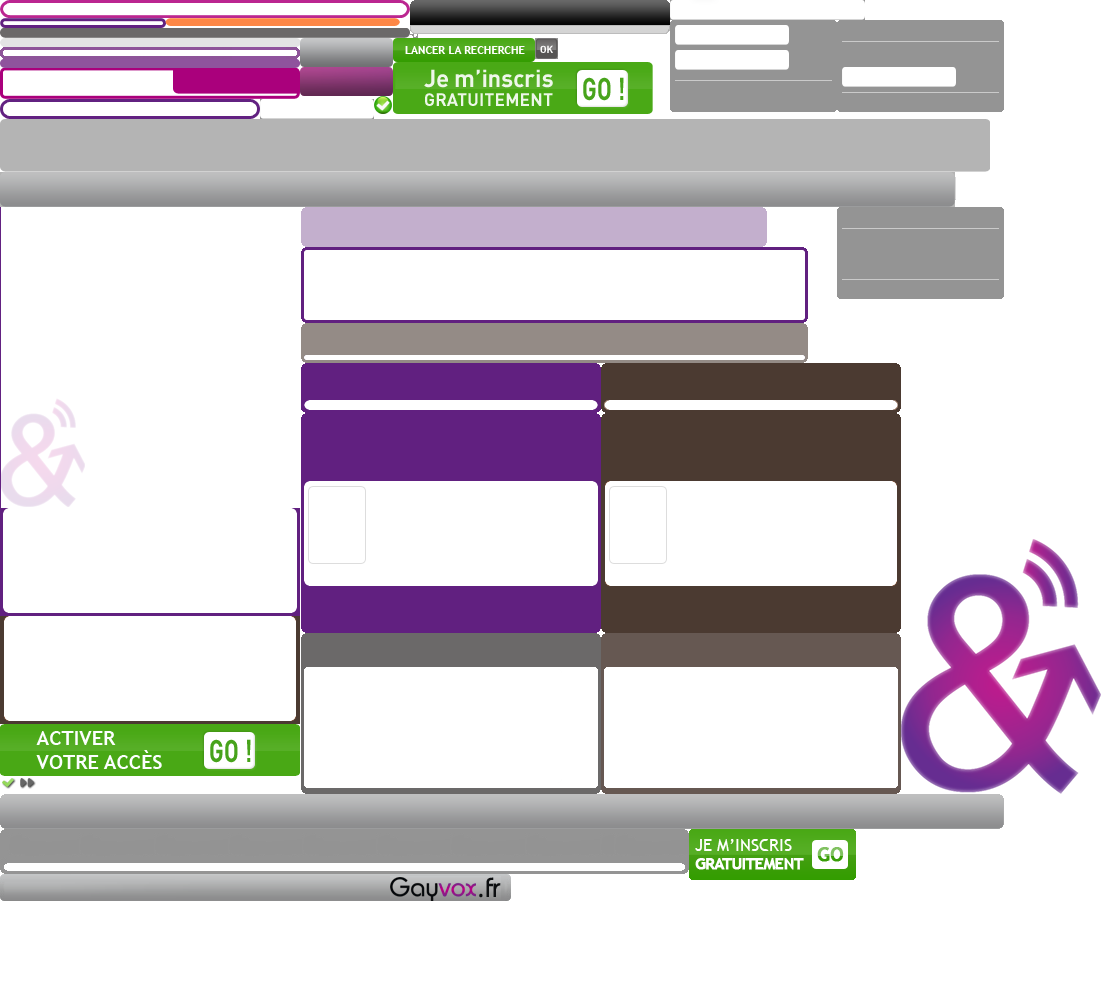 LANCER LA RECHERCHE OK
Je m'inscris
GRATUITEMENT
GO !
ACTIVER
VOTRE ACCÈS
GO !
JE M'INSCRIS
GRATUITEMENT
GO
Gayvox.fr